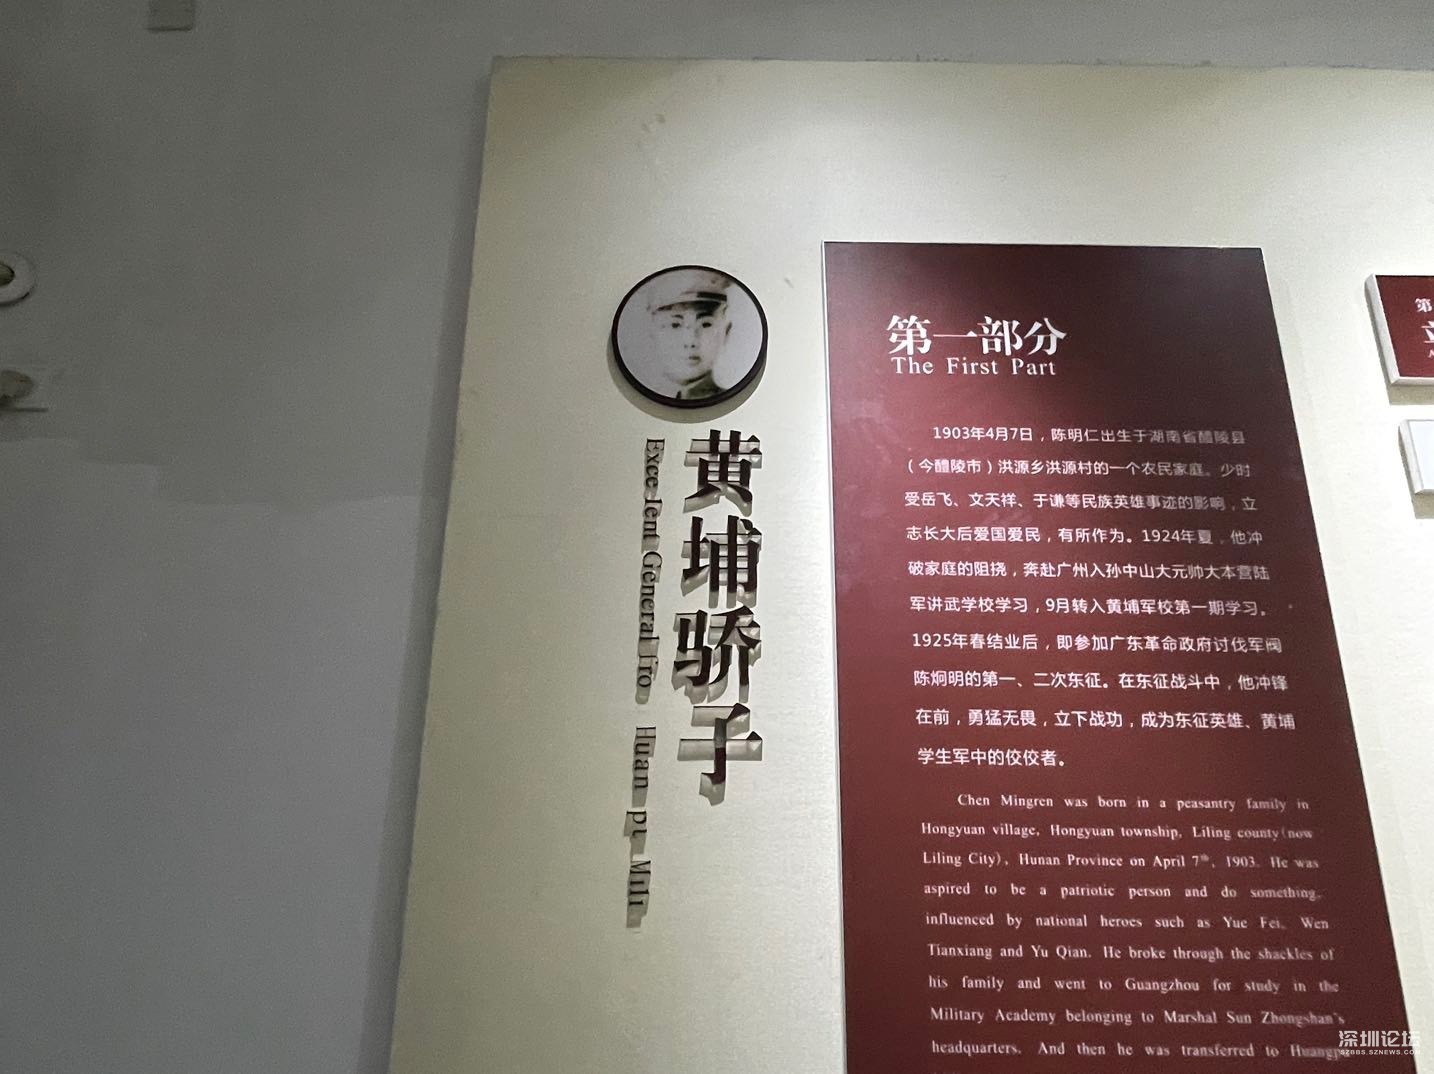 黄埔骄子
Exce lent General fro Huan pu Mili
第一部分
The First Part
1903年4月7日，陈明仁出生于湖南省醴陵县
（今醴陵市）洪源乡洪源村的一个农民家庭。少时
受岳飞、文天祥、于谦等民族英雄事迹的影响，立
志长大后爱国爱民，有所作为。1924年夏，他冲
破家庭的阻挠，奔赴广州入孙中山大元帅大本营陆
军讲武学校学习，9月转入黄埔军校第一期学习。
1925年春结业后，即参加广东革命政府讨伐军阀
陈炯明的第一、二次东征。在东征战斗中，他冲锋
在前，勇猛无畏，立下战功，成为东征英雄、黄埔
学生军中的佼佼者。
Chen Mingren was born in a peasantry family in
Hongyuan village, Hongyuan township, Liling county(now
Liling City), Hunan Province on April 7th, 1903. He was
aspired to be a patriotic person and do something,
influenced by national heroes such as Yue Fei, Wen
Tianxiang and Yu Qian. He broke through the shackles of
his family and went to Guangzhou for study in the
Military Academy belonging to Marshal Sun Zhongshan's
headquarters. And then he was transferred to
第
深圳论坛
SZBBS.SZNEWS.COM